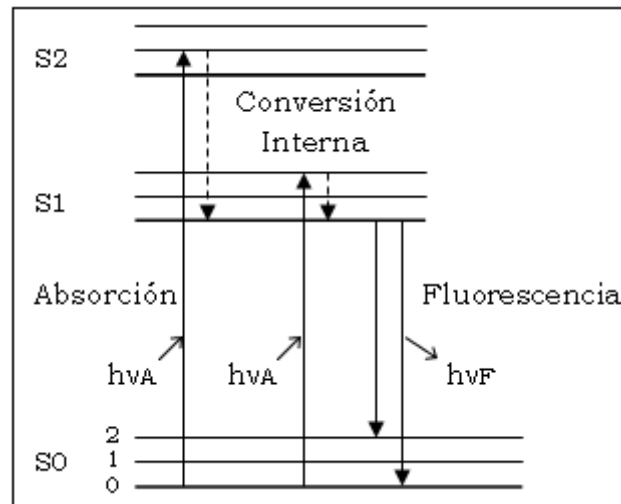 S2
Conversión
Interna
S1
Absorción
Fluorescencia
hνA
hνA
hνF
2
S0
1
0